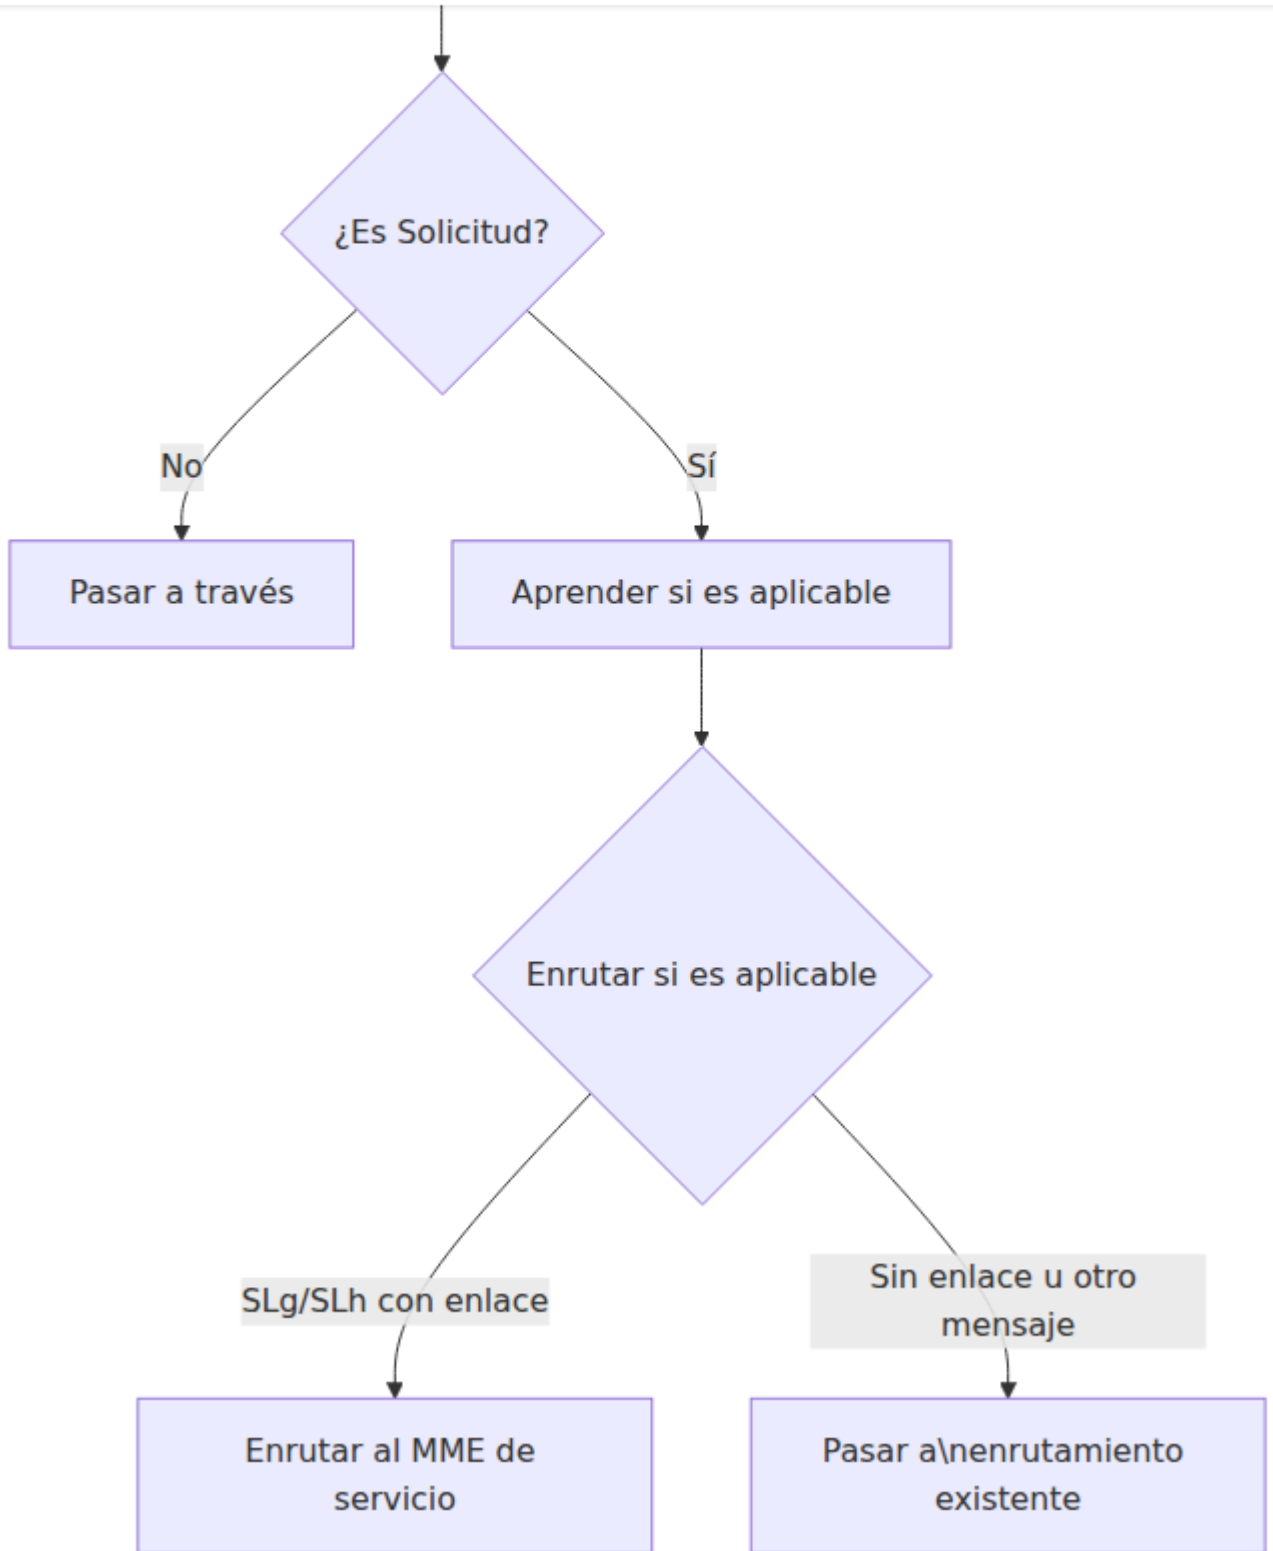 ¿Es Solicitud?
No
Sí
Pasar a través
Aprender si es aplicable
Enrutar si es aplicable
SLg/SLh con enlace
Sin enlace u otro
mensaje
Enrutar al MME de
servicio
Pasar a\nenrutamiento
existente